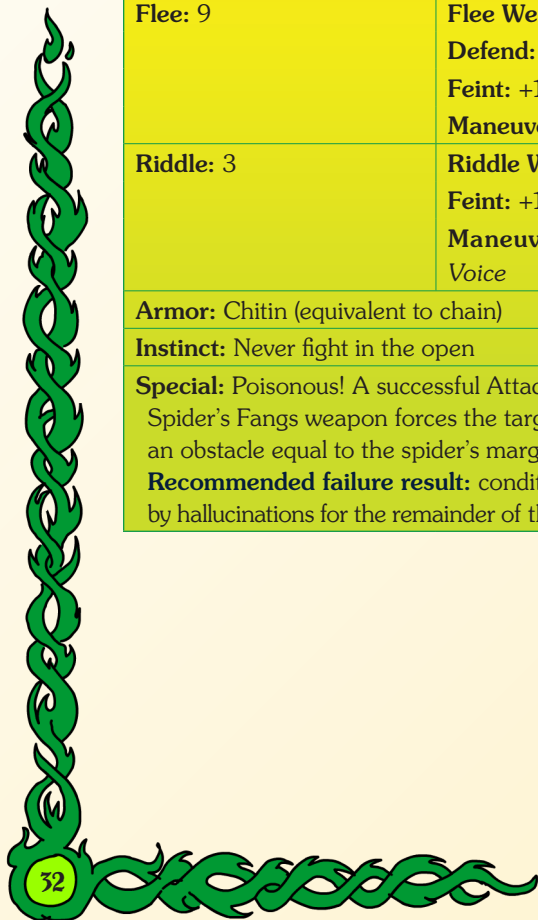 Flee: 9
Flee We
Defend:
Feint: +1
Maneuve
Riddle: 3
Riddle W
Feint: +1
Maneuv
Voice
Armor: Chitin (equivalent to chain)
Instinct: Never fight in the open
Special: Poisonous! A successful Attac
Spider's Fangs weapon forces the targ
an obstacle equal to the spider's marg
Recommended failure result: condit
by hallucinations for the remainder of th
32